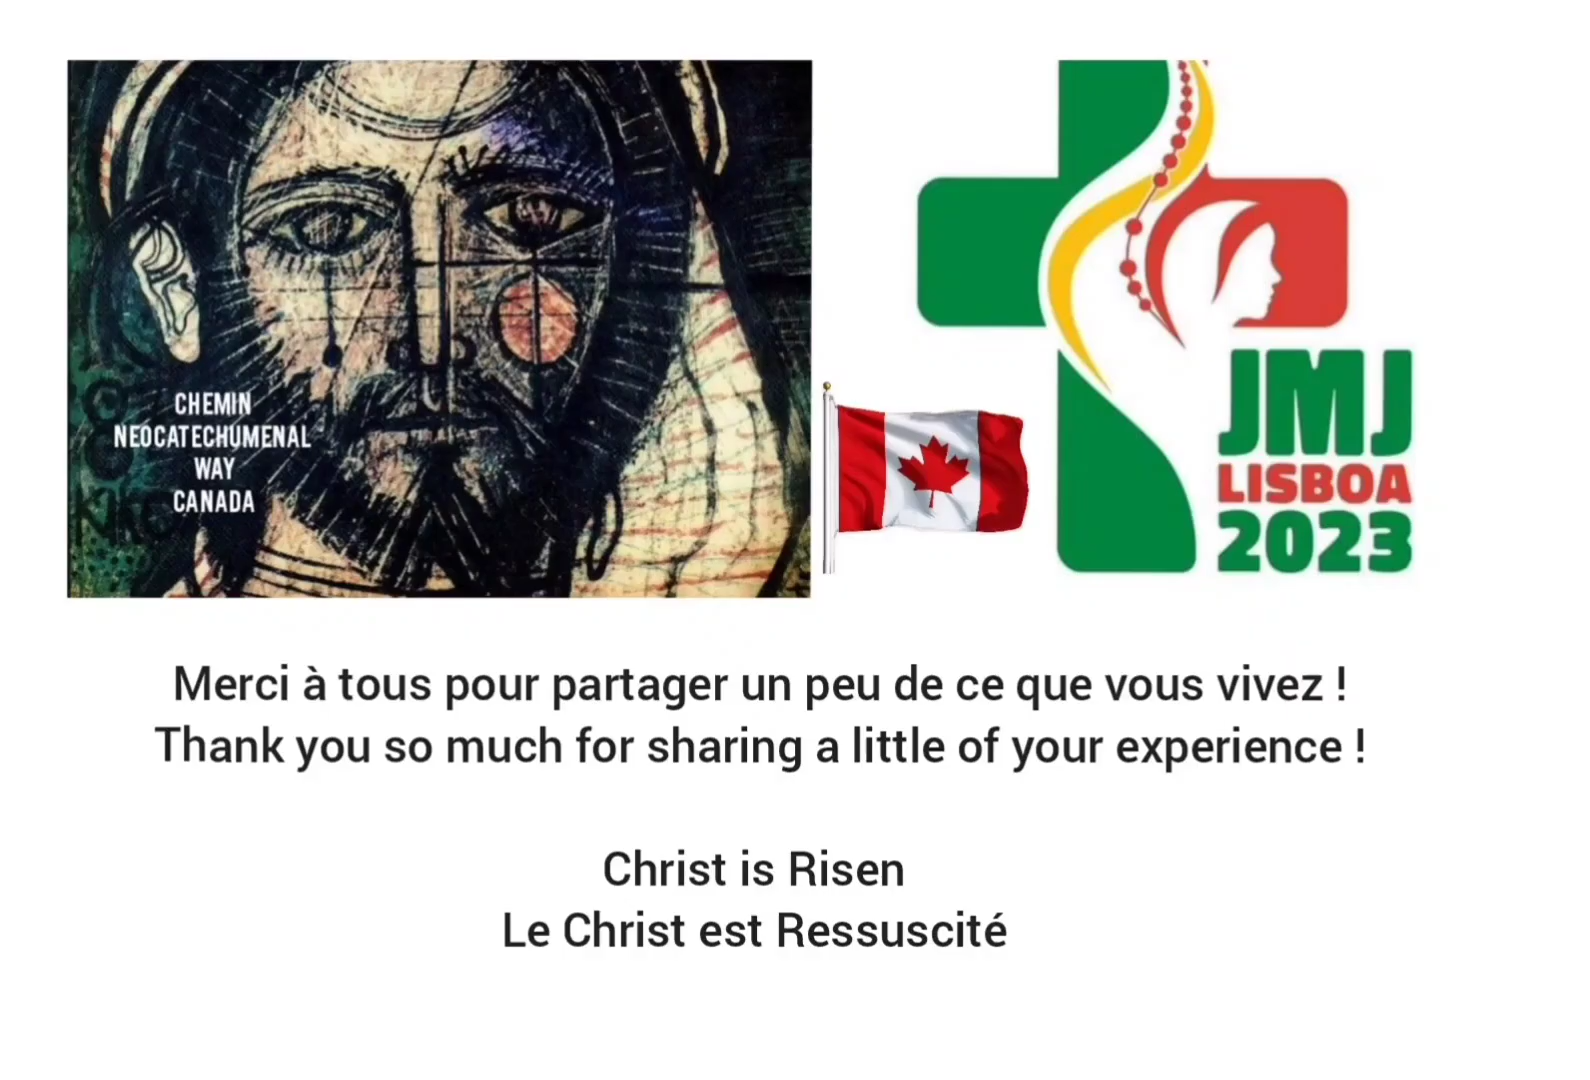 CHEMIN
NEOCATECHUMENAL
WAY
CANADA
JMJ
LISBOA
2023
Merci à tous pour partager un peu de ce que vous vivez !
Thank you so much for sharing a little of your experience !
Christ is Risen
Le Christ est Ressuscité